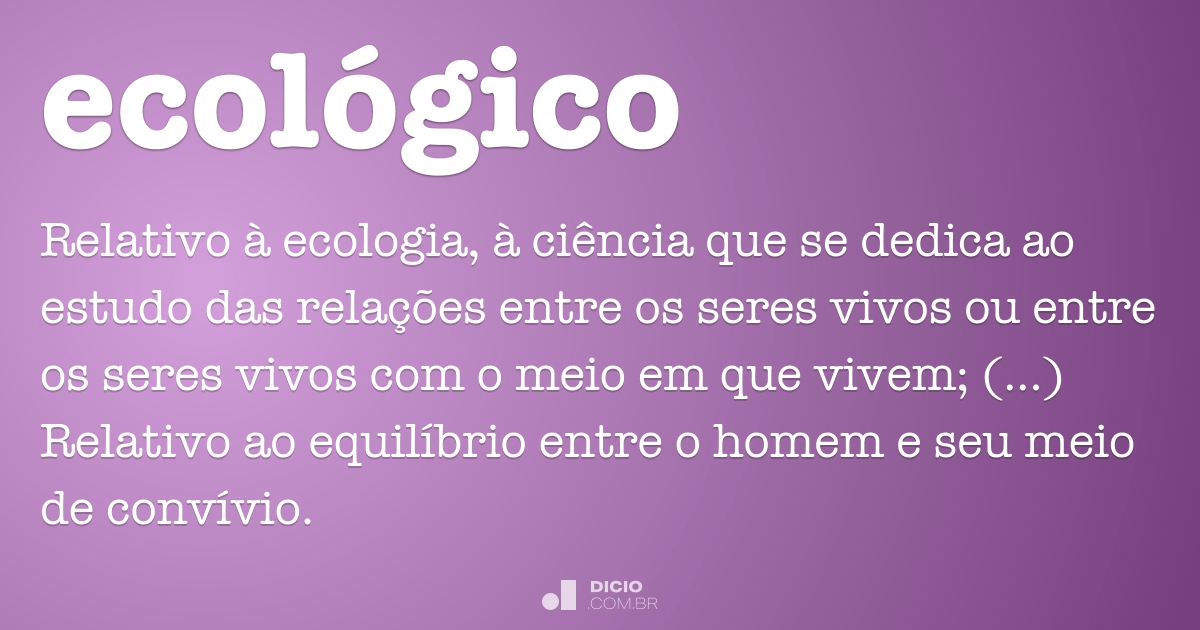 ecológico
Relativo à ecologia, à ciência que se dedica ao
estudo das relações entre os seres vivos ou entre
os seres vivos com o meio em que vivem; (...)
Relativo ao equilíbrio entre o homem e seu meio
de convívio.
DICIO
.COM.BR